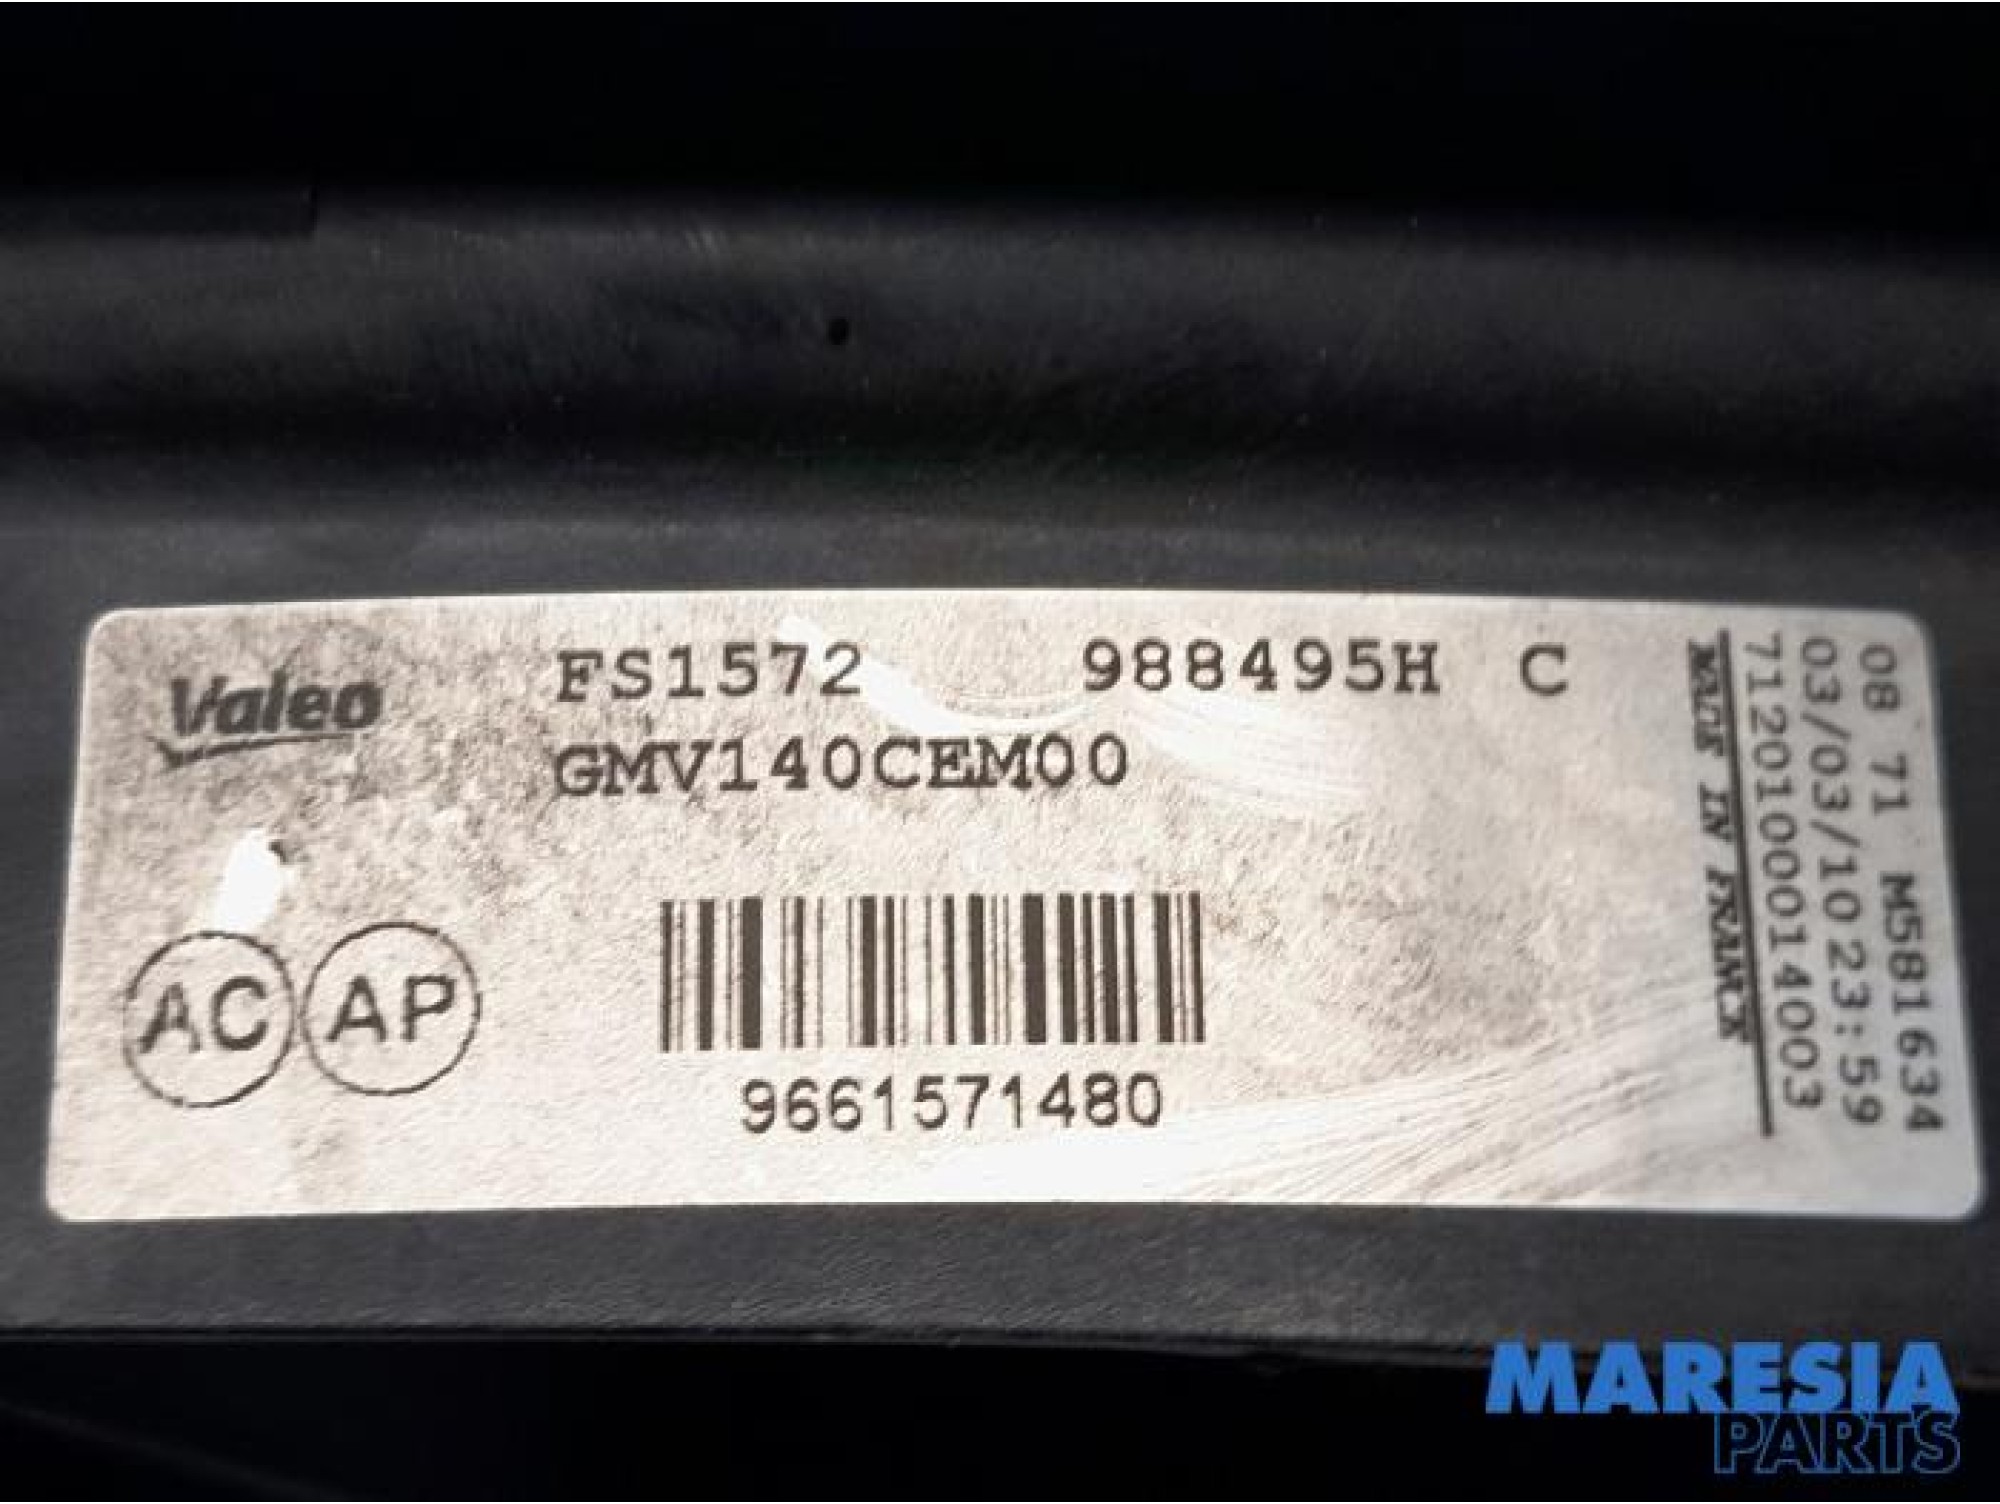 Valeo
FS1572 988495H C
GMV140CEM00
AC AP
9661571480
08 71 M581634
03/03/10 23:59
7120100014003
MADE IN FRANCE
MARESIA
PARTS